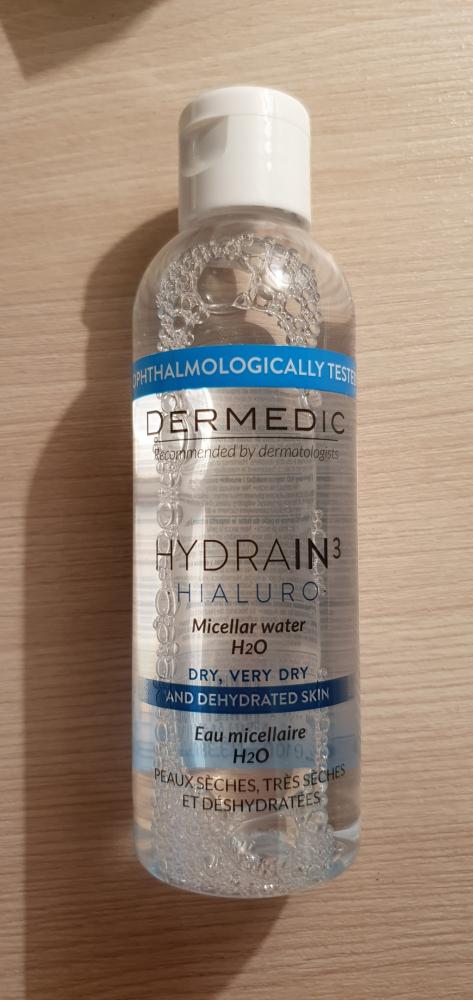 OPHTHALMOLOGICALLY TESTE
DERMEDIC
Recommended by dermatologists
HYDRAIN³
·HIALURO·
Micellar water
H2O
DRY, VERY DRY
AND DEHYDRATED SKIN
Eau micellaire
H2O
PEAUX SÈCHES, TRÈS SÈCHES
ET DÉSHYDRATÉES